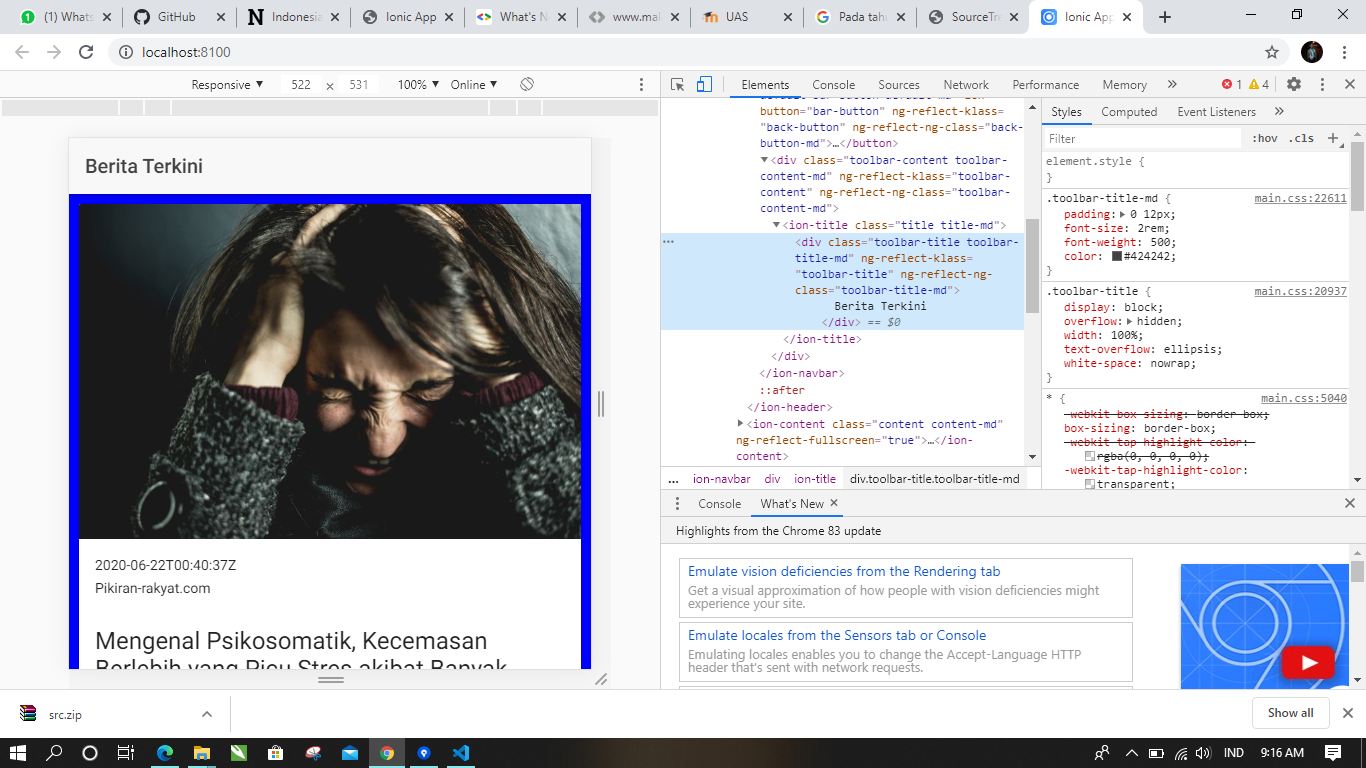 (1) Whats
GitHub
Indonesia
Ionic App
What's N
www.mal
UAS
Pada tah
SourceTre
Ionic App
localhost:8100
Responsive
522 x 531
100%
Online
Elements
Console
Sources
Network
Performance
Memory
1
4
Berita Terkini
2020-06-22T00:40:37Z
Pikiran-rakyat.com
Mengenal Psikosomatik, Kecemasan
Berlebih yang Picu Stres akibat Banyak
default bar-button-default-md" ion-
button="bar-button" ng-reflect-klass=
"back-button" ng-reflect-ng-class="back-
button-md">…</button>
<div class="toolbar-content toolbar-
content-md" ng-reflect-klass="toolbar-
content" ng-reflect-ng-class="toolbar-
content-md">
<ion-title class="title title-md">
<div class="toolbar-title toolbar-
title-md" ng-reflect-klass=
"toolbar-title" ng-reflect-ng-
class="toolbar-title-md">
Berita Terkini
</div> == $0
</ion-title>
</div>
</ion-navbar>
::after
</ion-header>
<ion-content class="content content-md"
ng-reflect-fullscreen="true">…</ion-
content>
... ion-navbar div ion-title div.toolbar-title.toolbar-title-md
Styles
Computed
Event Listeners
Filter
:hov .cls +
element.style {
}
.toolbar-title-md { main.css:22611
padding: 0 12px;
font-size: 2rem;
font-weight: 500;
color: #424242;
}
.toolbar-title { main.css:20937
display: block;
overflow: hidden;
width: 100%;
text-overflow: ellipsis;
white-space: nowrap;
}
* { main.css:5040
-webkit-box-sizing: border-box;
box-sizing: border-box;
-webkit-tap-highlight-color:
rgba(0, 0, 0, 0);
-webkit-tap-highlight-color:
transparent;
Console
What's New
Highlights from the Chrome 83 update
Emulate vision deficiencies from the Rendering tab
Get a visual approximation of how people with vision deficiencies might
experience your site.
Emulate locales from the Sensors tab or Console
Emulating locales enables you to change the Accept-Language HTTP
header that's sent with network requests.
src.zip
Show all
IND
9:16 AM